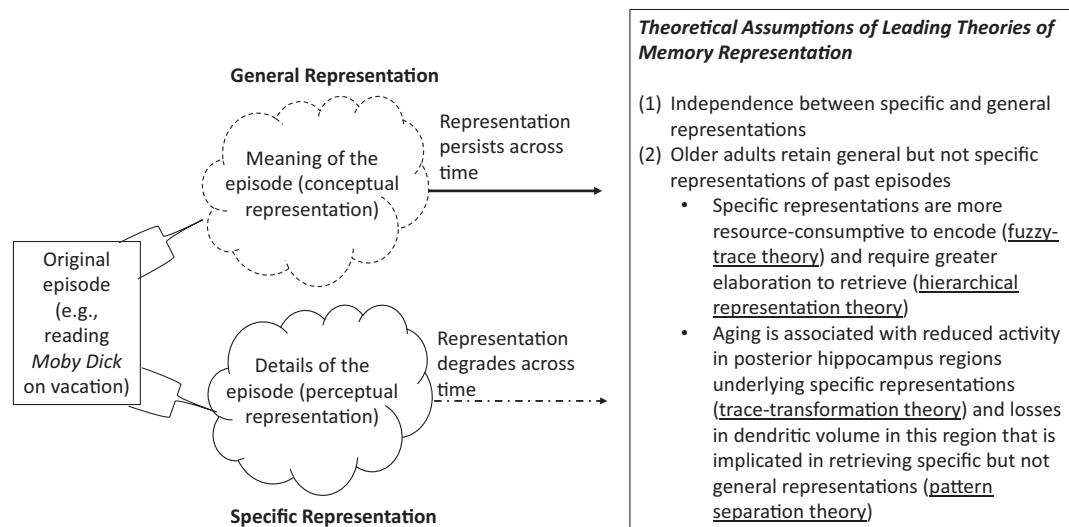 General Representation
Meaning of the
episode (conceptual
representation)
Representation
persists across
time
Original
episode
(e.g.,
reading
Moby Dick
on vacation)
Details of the
episode (perceptual
representation)
Representation
degrades across
time
Specific Representation
Theoretical Assumptions of Leading Theories of
Memory Representation
(1) Independence between specific and general
representations
(2) Older adults retain general but not specific
representations of past episodes
• Specific representations are more
resource-consumptive to encode (fuzzy-
trace theory) and require greater
elaboration to retrieve (hierarchical
representation theory)
• Aging is associated with reduced activity
in posterior hippocampus regions
underlying specific representations
(trace-transformation theory) and losses
in dendritic volume in this region that is
implicated in retrieving specific but not
general representations (pattern
separation theory)